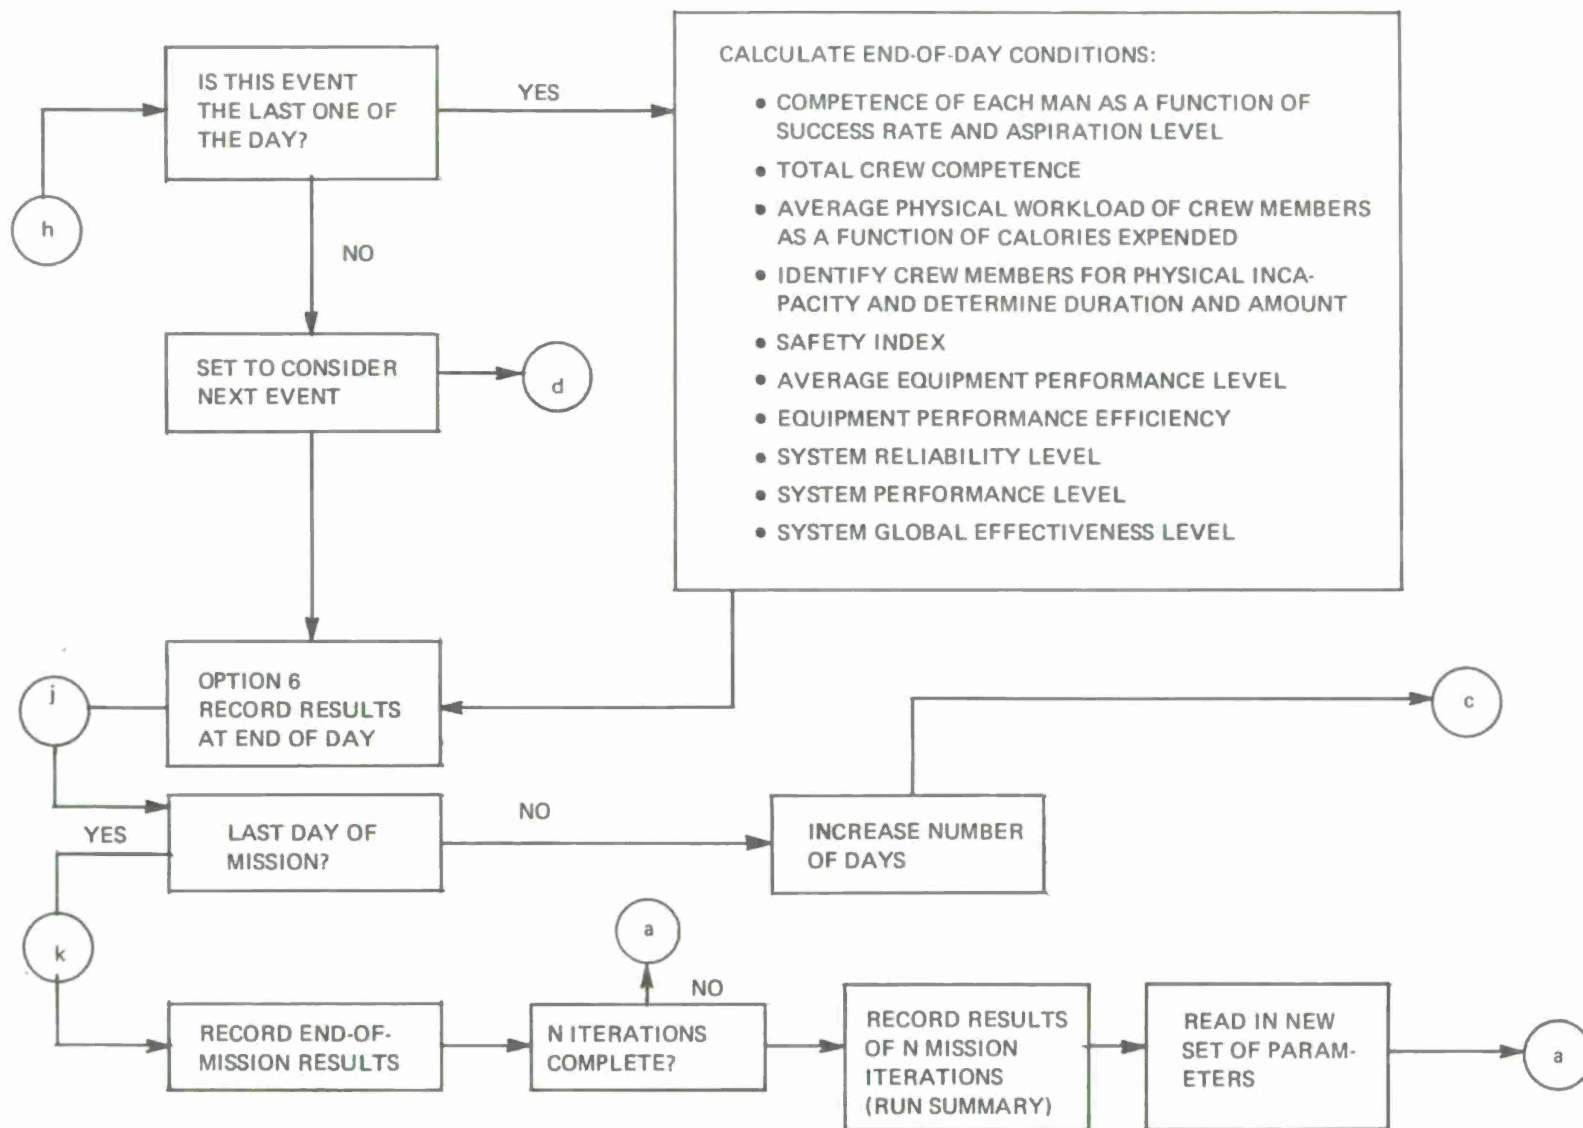 IS THIS EVENT
THE LAST ONE OF
THE DAY?
YES
CALCULATE END-OF-DAY CONDITIONS:
• COMPETENCE OF EACH MAN AS A FUNCTION OF
SUCCESS RATE AND ASPIRATION LEVEL
• TOTAL CREW COMPETENCE
• AVERAGE PHYSICAL WORKLOAD OF CREW MEMBERS
AS A FUNCTION OF CALORIES EXPENDED
• IDENTIFY CREW MEMBERS FOR PHYSICAL INCA-
PACITY AND DETERMINE DURATION AND AMOUNT
• SAFETY INDEX
• AVERAGE EQUIPMENT PERFORMANCE LEVEL
• EQUIPMENT PERFORMANCE EFFICIENCY
• SYSTEM RELIABILITY LEVEL
• SYSTEM PERFORMANCE LEVEL
• SYSTEM GLOBAL EFFECTIVENESS LEVEL
h
NO
SET TO CONSIDER
NEXT EVENT
d
OPTION 6
RECORD RESULTS
AT END OF DAY
j
c
LAST DAY OF
MISSION?
YES
NO
INCREASE NUMBER
OF DAYS
k
a
NO
RECORD END-OF-
MISSION RESULTS
N ITERATIONS
COMPLETE?
RECORD RESULTS
OF N MISSION
ITERATIONS
(RUN SUMMARY)
READ IN NEW
SET OF PARAM-
ETERS
a